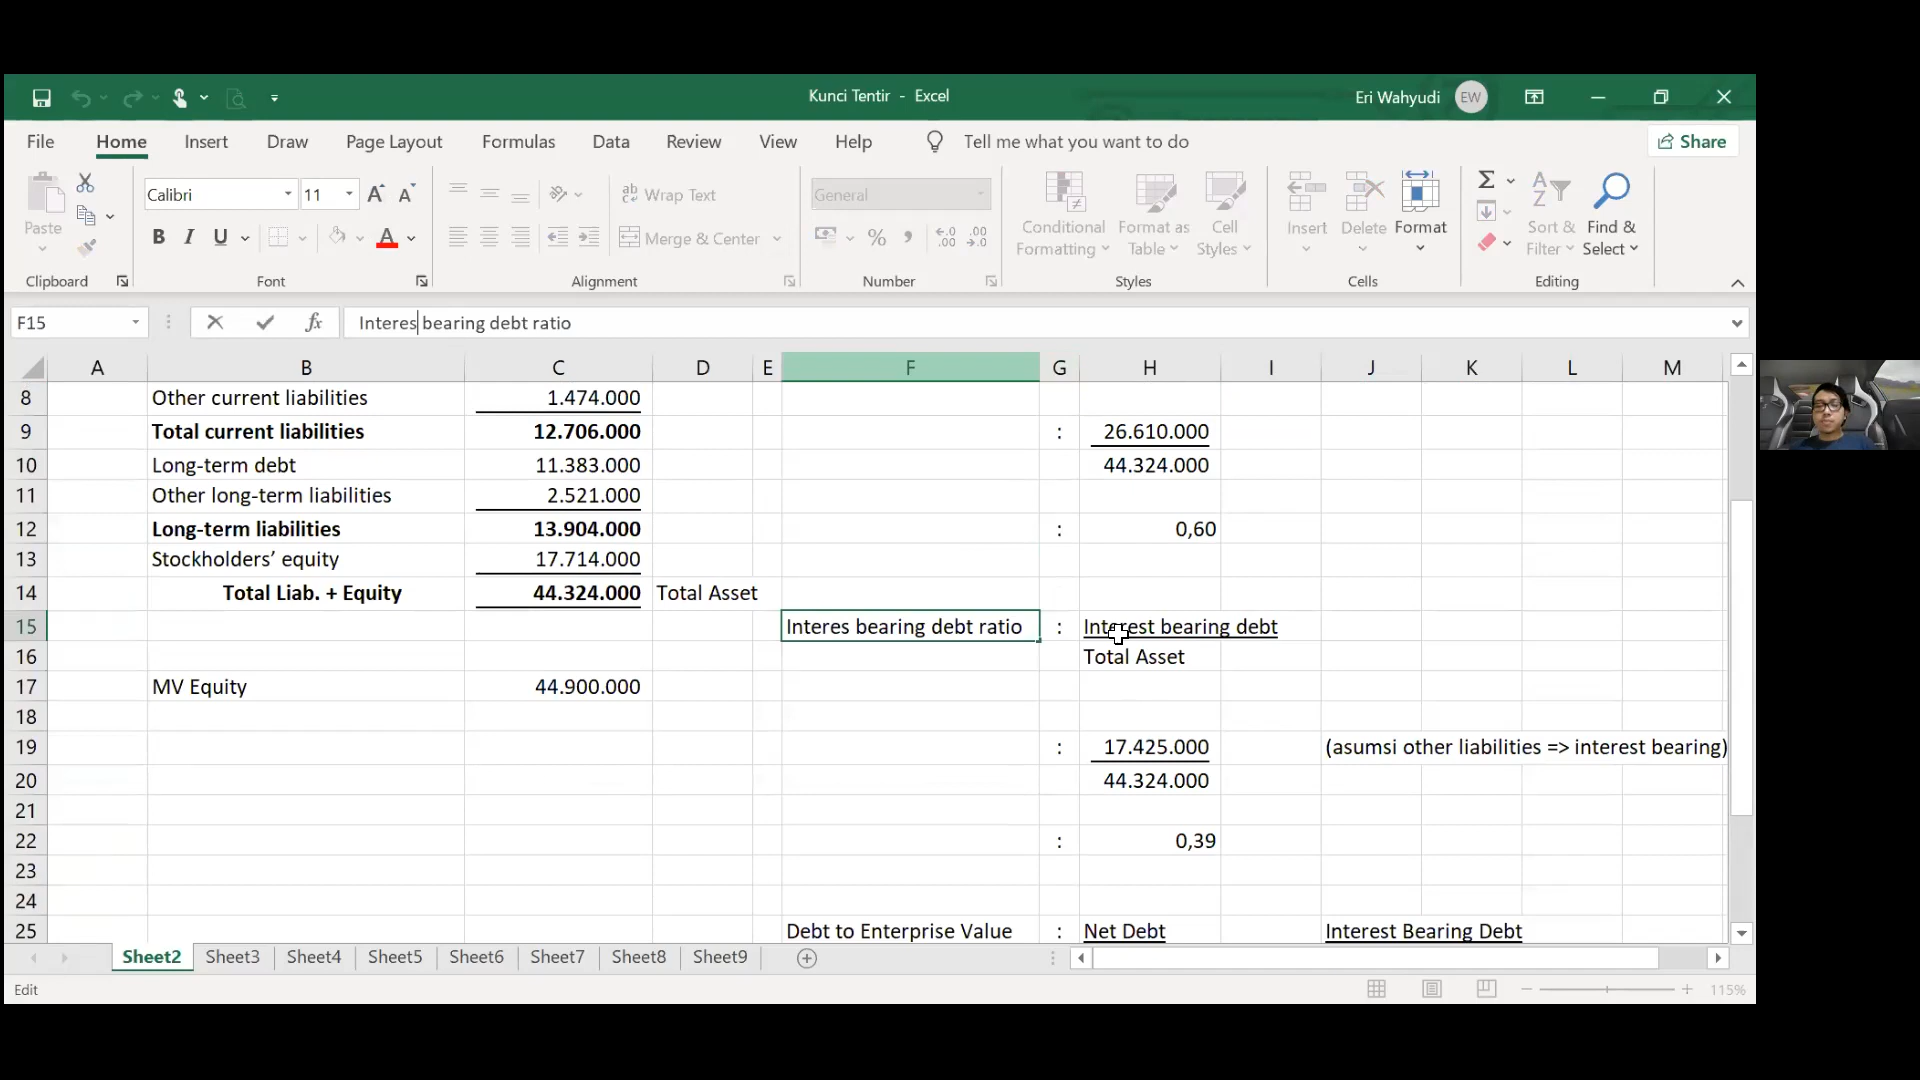 Kunci Tentir - Excel
Eri Wahyudi EW
File Home Insert Draw Page Layout Formulas Data Review View Help Tell me what you want to do Share
Calibri 11 ab Wrap Text General
Paste Conditional Format as Cell Insert Delete Format Sort & Find &
B I U A Merge & Center % Formatting Table Styles Filter Select
Clipboard Font Alignment Number Styles Cells Editing
F15 fx Interes bearing debt ratio
A B C D E F G H I J K L M
8 Other current liabilities 1.474.000
9 Total current liabilities 12.706.000 : 26.610.000
10 Long-term debt 11.383.000 44.324.000
11 Other long-term liabilities 2.521.000
12 Long-term liabilities 13.904.000 : 0,60
13 Stockholders’ equity 17.714.000
14 Total Liab. + Equity 44.324.000 Total Asset
15 Interes bearing debt ratio : Interest bearing debt
16 Total Asset
17 MV Equity 44.900.000
18
19 : 17.425.000 (asumsi other liabilities => interest bearing)
20 44.324.000
21
22 : 0,39
23
24
25 Debt to Enterprise Value : Net Debt Interest Bearing Debt
Sheet2 Sheet3 Sheet4 Sheet5 Sheet6 Sheet7 Sheet8 Sheet9
Edit 115%